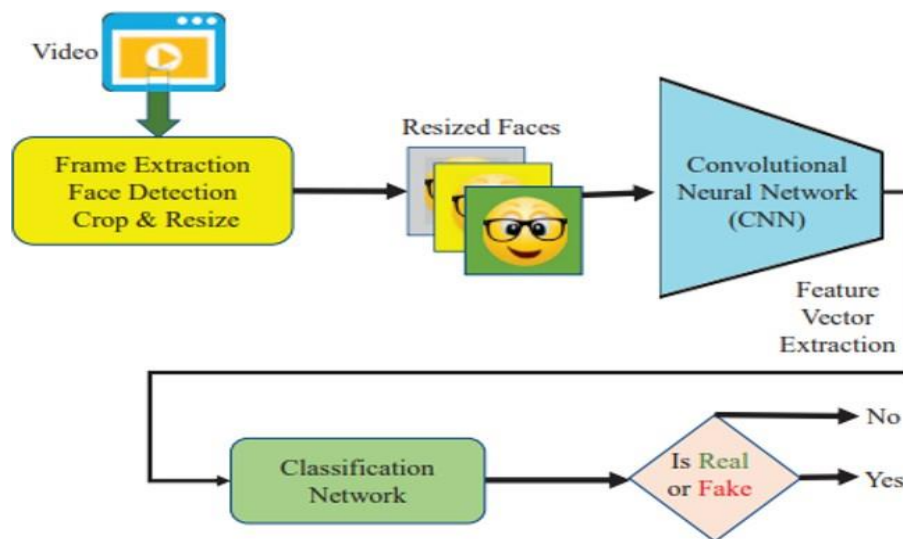 Video
Frame Extraction
Face Detection
Crop & Resize
Resized Faces
Convolutional
Neural Network
(CNN)
Feature
Vector
Extraction
Classification
Network
Is Real
or Fake
No
Yes